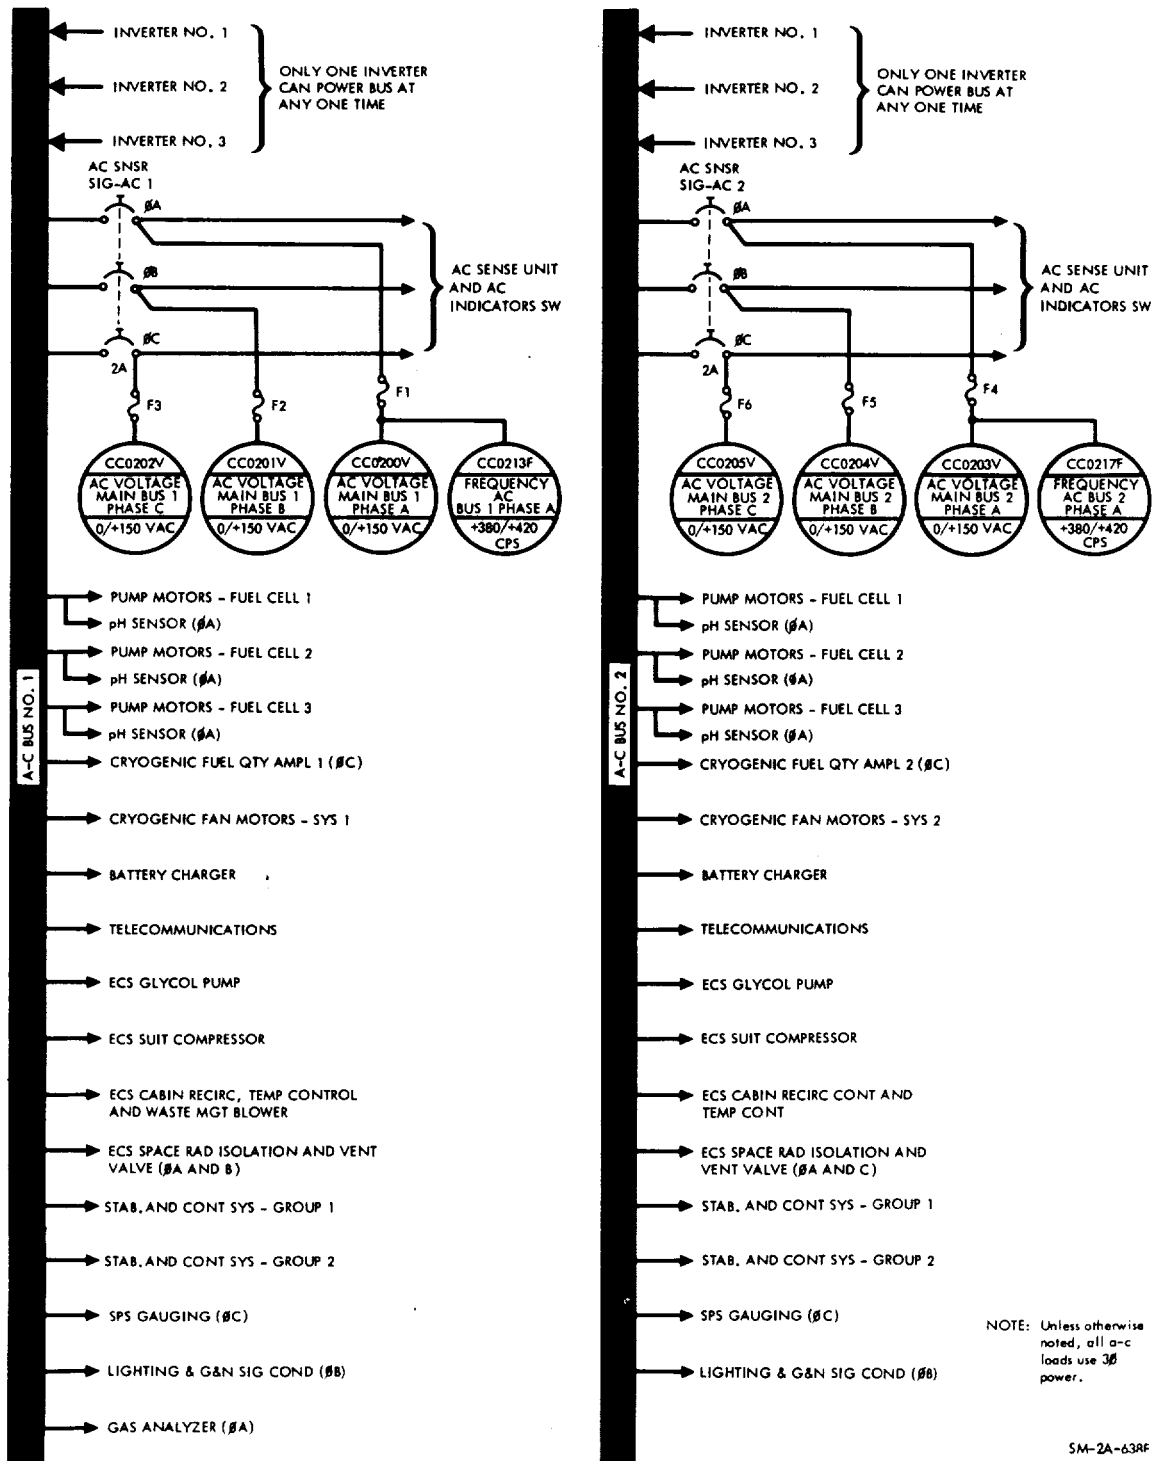 INVERTER NO. 1
INVERTER NO. 2
INVERTER NO. 3
ONLY ONE INVERTER
CAN POWER BUS AT
ANY ONE TIME
AC SNSR
SIG-AC 1
ØA
ØB
ØC
2A
AC SENSE UNIT
AND AC
INDICATORS SW
F3
F2
F1
CC0202V
AC VOLTAGE
MAIN BUS 1
PHASE C
0/+150 VAC
CC0201V
AC VOLTAGE
MAIN BUS 1
PHASE B
0/+150 VAC
CC0200V
AC VOLTAGE
MAIN BUS 1
PHASE A
0/+150 VAC
CC0213F
FREQUENCY
AC
BUS 1 PHASE A
+380/+420
CPS
A-C BUS NO. 1
PUMP MOTORS - FUEL CELL 1
pH SENSOR (ØA)
PUMP MOTORS - FUEL CELL 2
pH SENSOR (ØA)
PUMP MOTORS - FUEL CELL 3
pH SENSOR (ØA)
CRYOGENIC FUEL QTY AMPL 1 (ØC)
CRYOGENIC FAN MOTORS - SYS 1
BATTERY CHARGER
TELECOMMUNICATIONS
ECS GLYCOL PUMP
ECS SUIT COMPRESSOR
ECS CABIN RECIRC, TEMP CONTROL
AND WASTE MGT BLOWER
ECS SPACE RAD ISOLATION AND VENT
VALVE (ØA AND B)
STAB. AND CONT SYS - GROUP 1
STAB. AND CONT SYS - GROUP 2
SPS GAUGING (ØC)
LIGHTING & G&N SIG COND (ØB)
GAS ANALYZER (ØA)
INVERTER NO. 1
INVERTER NO. 2
INVERTER NO. 3
ONLY ONE INVERTER
CAN POWER BUS AT
ANY ONE TIME
AC SNSR
SIG-AC 2
ØA
ØB
ØC
2A
AC SENSE UNIT
AND AC
INDICATORS SW
F6
F5
F4
CC0205V
AC VOLTAGE
MAIN BUS 2
PHASE C
0/+150 VAC
CC0204V
AC VOLTAGE
MAIN BUS 2
PHASE B
0/+150 VAC
CC0203V
AC VOLTAGE
MAIN BUS 2
PHASE A
0/+150 VAC
CC0217F
FREQUENCY
AC BUS 2
PHASE A
+380/+420
CPS
A-C BUS NO. 2
PUMP MOTORS - FUEL CELL 1
pH SENSOR (ØA)
PUMP MOTORS - FUEL CELL 2
pH SENSOR (ØA)
PUMP MOTORS - FUEL CELL 3
pH SENSOR (ØA)
CRYOGENIC FUEL QTY AMPL 2 (ØC)
CRYOGENIC FAN MOTORS - SYS 2
BATTERY CHARGER
TELECOMMUNICATIONS
ECS GLYCOL PUMP
ECS SUIT COMPRESSOR
ECS CABIN RECIRC CONT AND
TEMP CONT
ECS SPACE RAD ISOLATION AND
VENT VALVE (ØA AND C)
STAB. AND CONT SYS - GROUP 1
STAB. AND CONT SYS - GROUP 2
SPS GAUGING (ØC)
LIGHTING & G&N SIG COND (ØB)
NOTE: Unless otherwise
noted, all a-c
loads use 3Ø
power.
SM-2A-638F